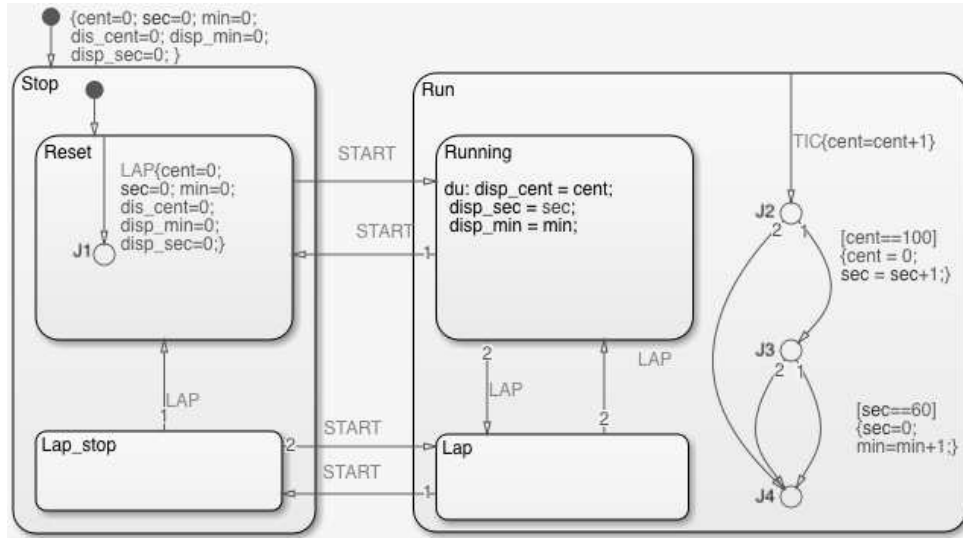 {cent=0; sec=0; min=0;
dis_cent=0; disp_min=0;
disp_sec=0; }
Stop
Reset
LAP{cent=0;
sec=0; min=0;
dis_cent=0;
disp_min=0;
disp_sec=0;}
J1
START
START
1
Run
Running
du: disp_cent = cent;
disp_sec = sec;
disp_min = min;
TIC{cent=cent+1}
J2
2
1
[cent==100]
{cent = 0;
sec = sec+1;}
J3
2
1
[sec==60]
{sec=0;
min=min+1;}
J4
2
LAP
LAP
2
LAP
1
Lap_stop
2
START
START
1
Lap